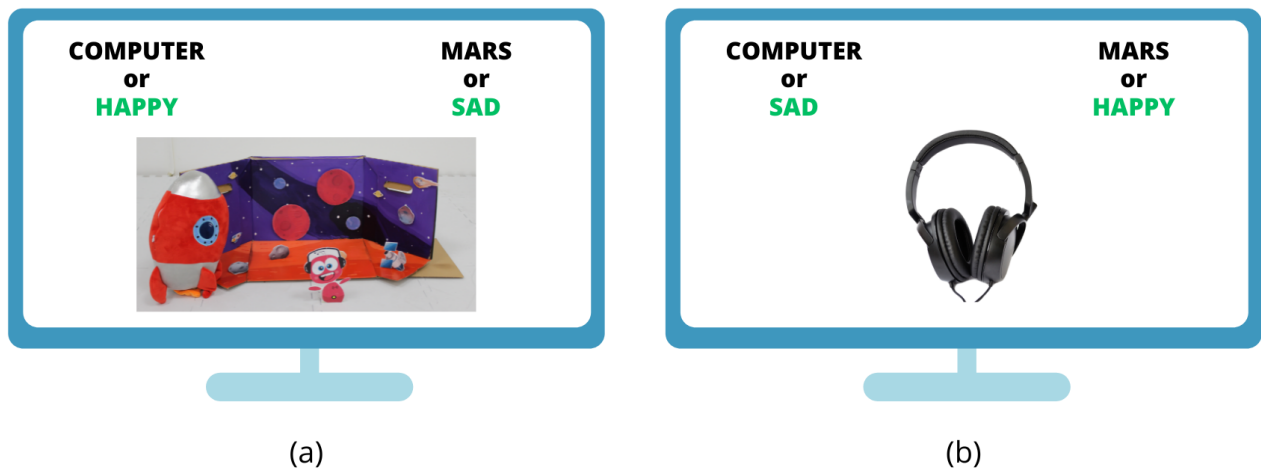 COMPUTER
or
HAPPY
MARS
or
SAD
COMPUTER
or
SAD
MARS
or
HAPPY
(a)
(b)